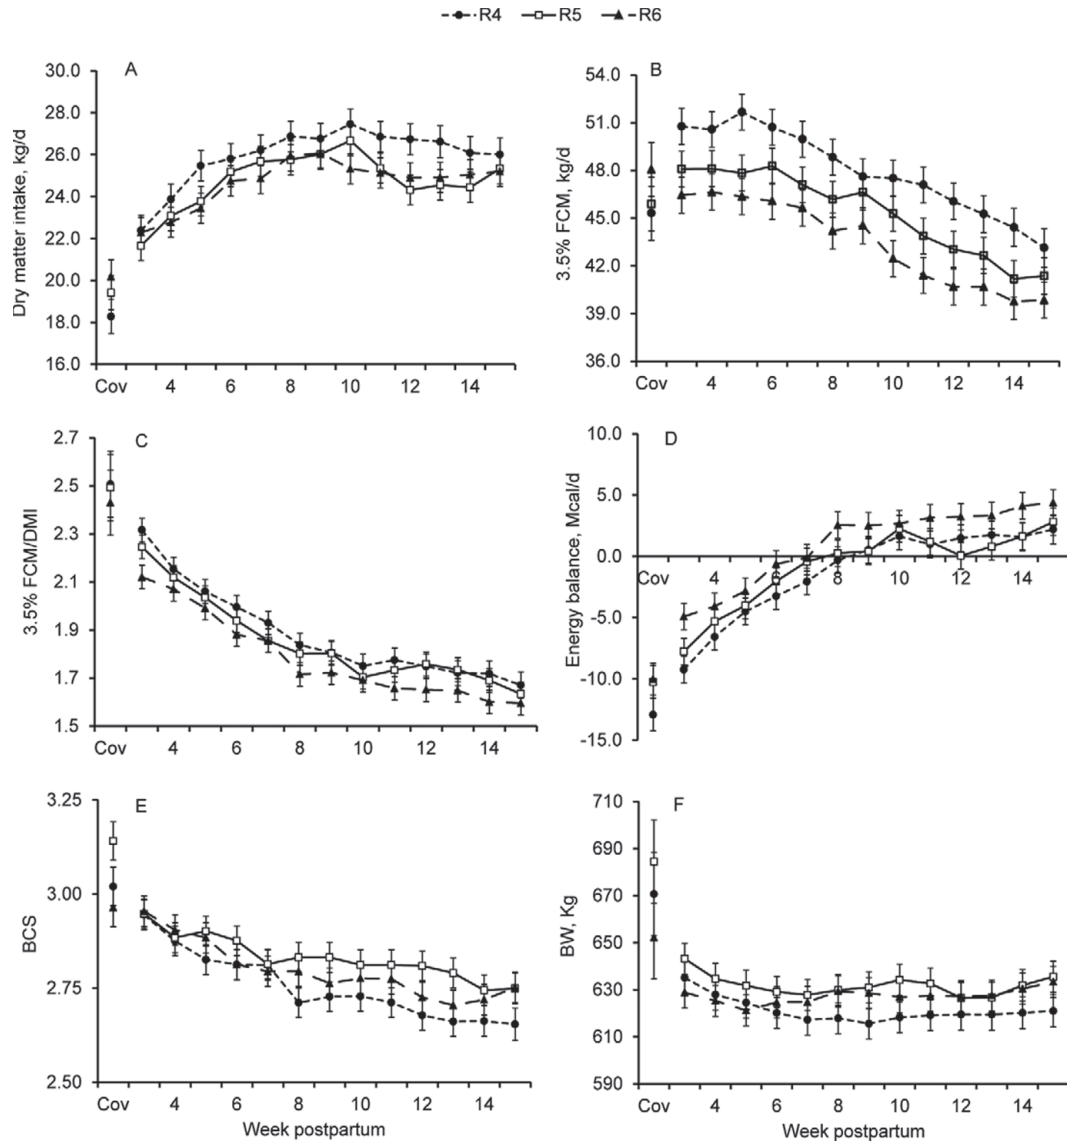 R4 R5 R6
A
Dry matter intake, kg/d
30.0
28.0
26.0
24.0
22.0
20.0
18.0
16.0
Cov 4 6 8 10 12 14
B
3.5% FCM, kg/d
54.0
51.0
48.0
45.0
42.0
39.0
36.0
Cov 4 6 8 10 12 14
C
3.5% FCM/DMI
2.7
2.5
2.3
2.1
1.9
1.7
1.5
Cov 4 6 8 10 12 14
D
Energy balance, Mcal/d
10.0
5.0
0.0
-5.0
-10.0
-15.0
Cov 4 6 8 10 12 14
E
BCS
3.25
3.00
2.75
2.50
Cov 4 6 8 10 12 14
Week postpartum
F
BW, Kg
710
690
670
650
630
610
590
Cov 4 6 8 10 12 14
Week postpartum